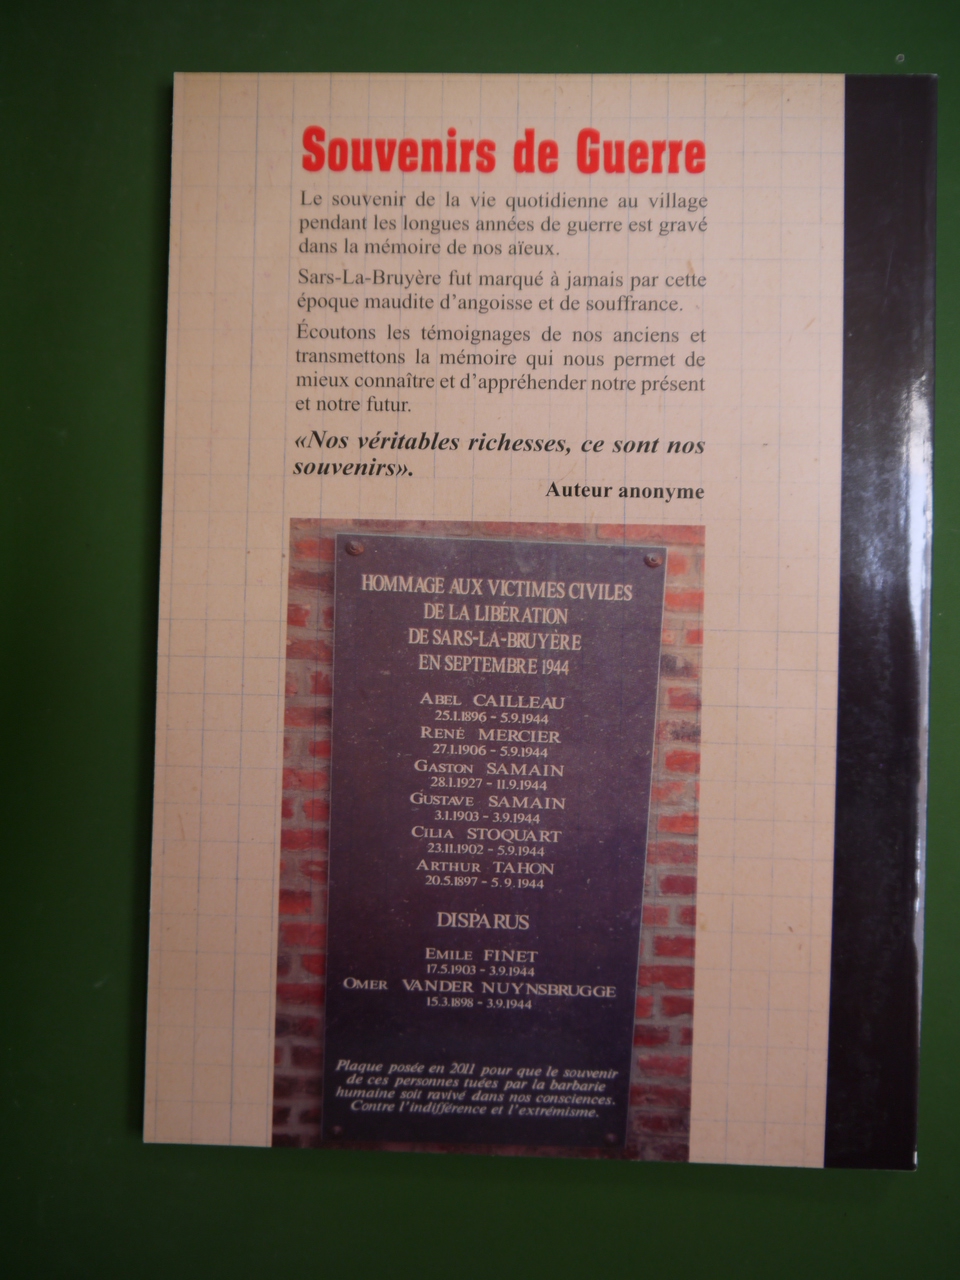 Souvenirs de Guerre
Le souvenir de la vie quotidienne au village
pendant les longues années de guerre est gravé
dans la mémoire de nos aïeux.
Sars-La-Bruyère fut marqué à jamais par cette
époque maudite d'angoisse et de souffrance.
Écoutons les témoignages de nos anciens et
transmettons la mémoire qui nous permet de
mieux connaître et d'appréhender notre présent
et notre futur.
«Nos véritables richesses, ce sont nos
souvenirs».
Auteur anonyme
HOMMAGE AUX VICTIMES CIVILES
DE LA LIBÉRATION
DE SARS-LA-BRUYÈRE
EN SEPTEMBRE 1944
ABEL CAILLEAU
25.1.1896 - 5.9.1944
RENÉ MERCIER
27.1.1906 - 5.9.1944
GASTON SAMAIN
28.1.1927 - 11.9.1944
GUSTAVE SAMAIN
3.1.1903 - 3.9.1944
CILIA STOQUART
23.11.1902 - 5.9.1944
ARTHUR TAHON
20.5.1897 - 5.9.1944
DISPARUS
EMILE FINET
17.5.1903 - 3.9.1944
OMER VANDER NUYNSBRUGGE
15.3.1898 - 3.9.1944
Plaque posée en 2011 pour que le souvenir
de ces personnes tuées par la barbarie
humaine soit ravivé dans nos consciences.
Contre l'indifférence et l'extrémisme.